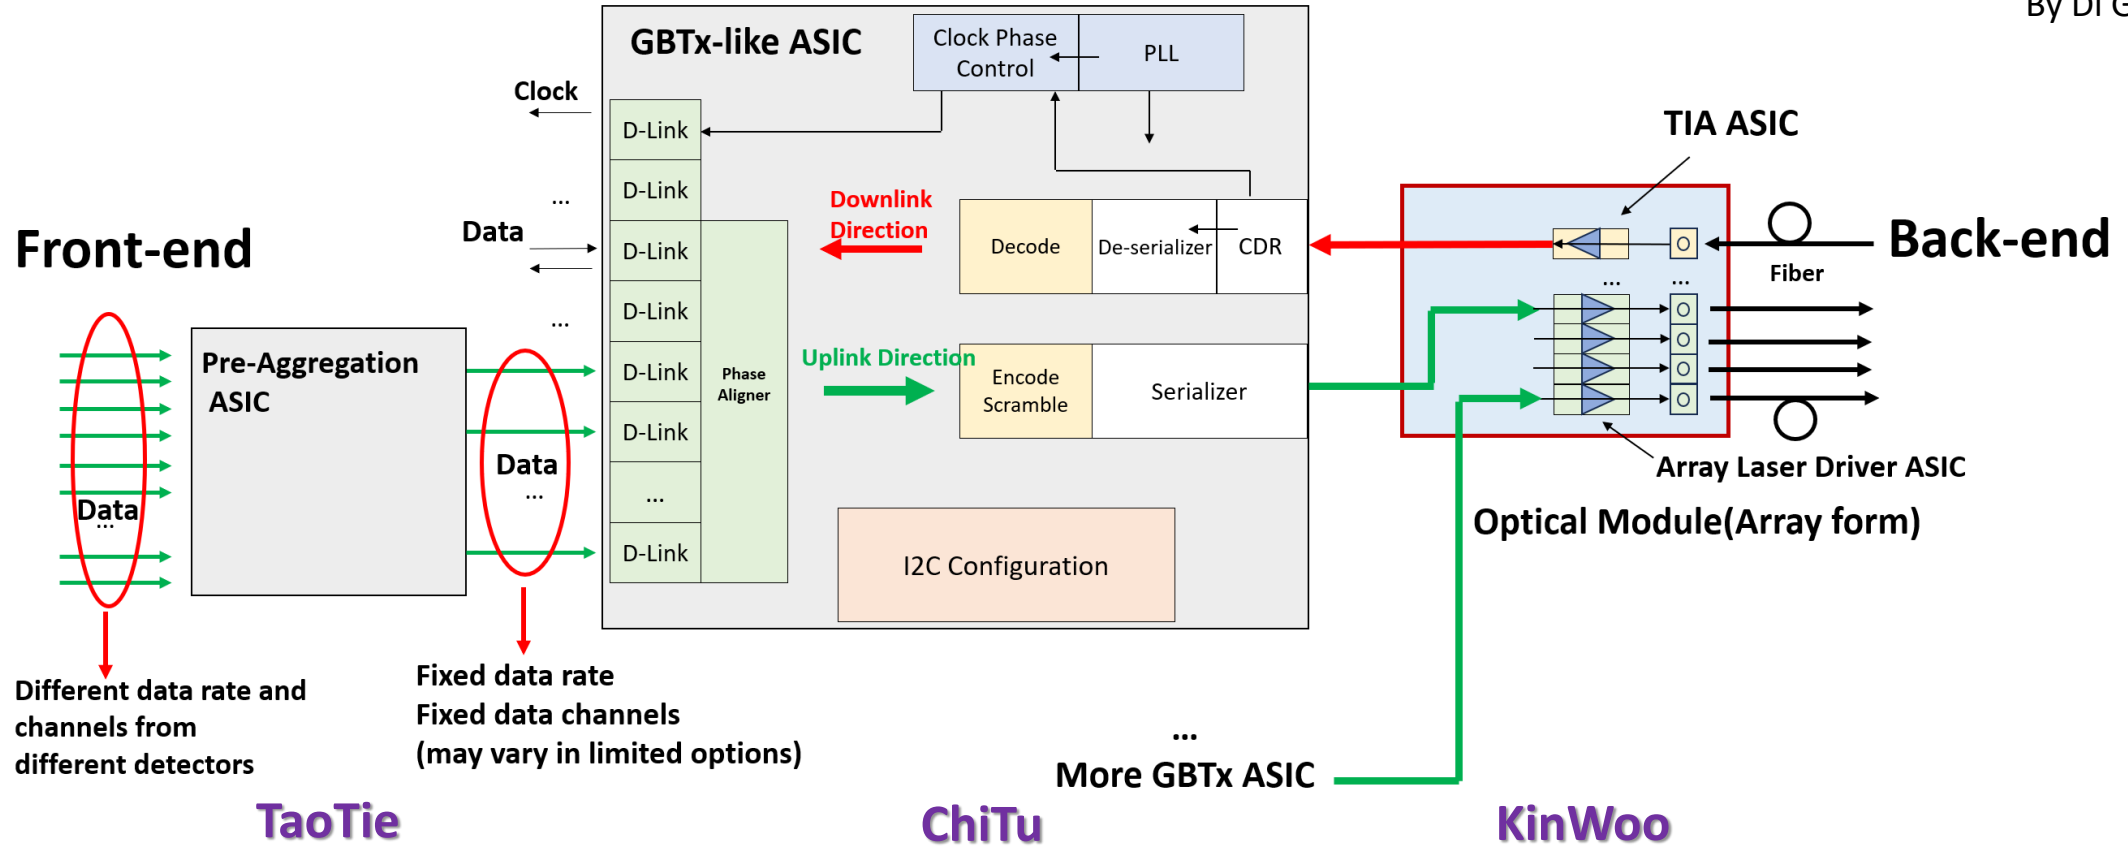 By Di G
GBTx-like ASIC
Clock Phase
Control
PLL
Clock
D-Link
TIA ASIC
D-Link
...
Downlink
Direction
Data
D-Link
Decode
De-serializer
CDR
Fiber
Front-end
Back-end
...
...
D-Link
...
Pre-Aggregation
ASIC
D-Link
Phase
Aligner
Uplink Direction
Encode
Scramble
Serializer
D-Link
Data
...
...
Data
...
D-Link
Array Laser Driver ASIC
Optical Module(Array form)
I2C Configuration
Different data rate and
channels from
different detectors
Fixed data rate
Fixed data channels
(may vary in limited options)
...
More GBTx ASIC
TaoTie
ChiTu
KinWoo